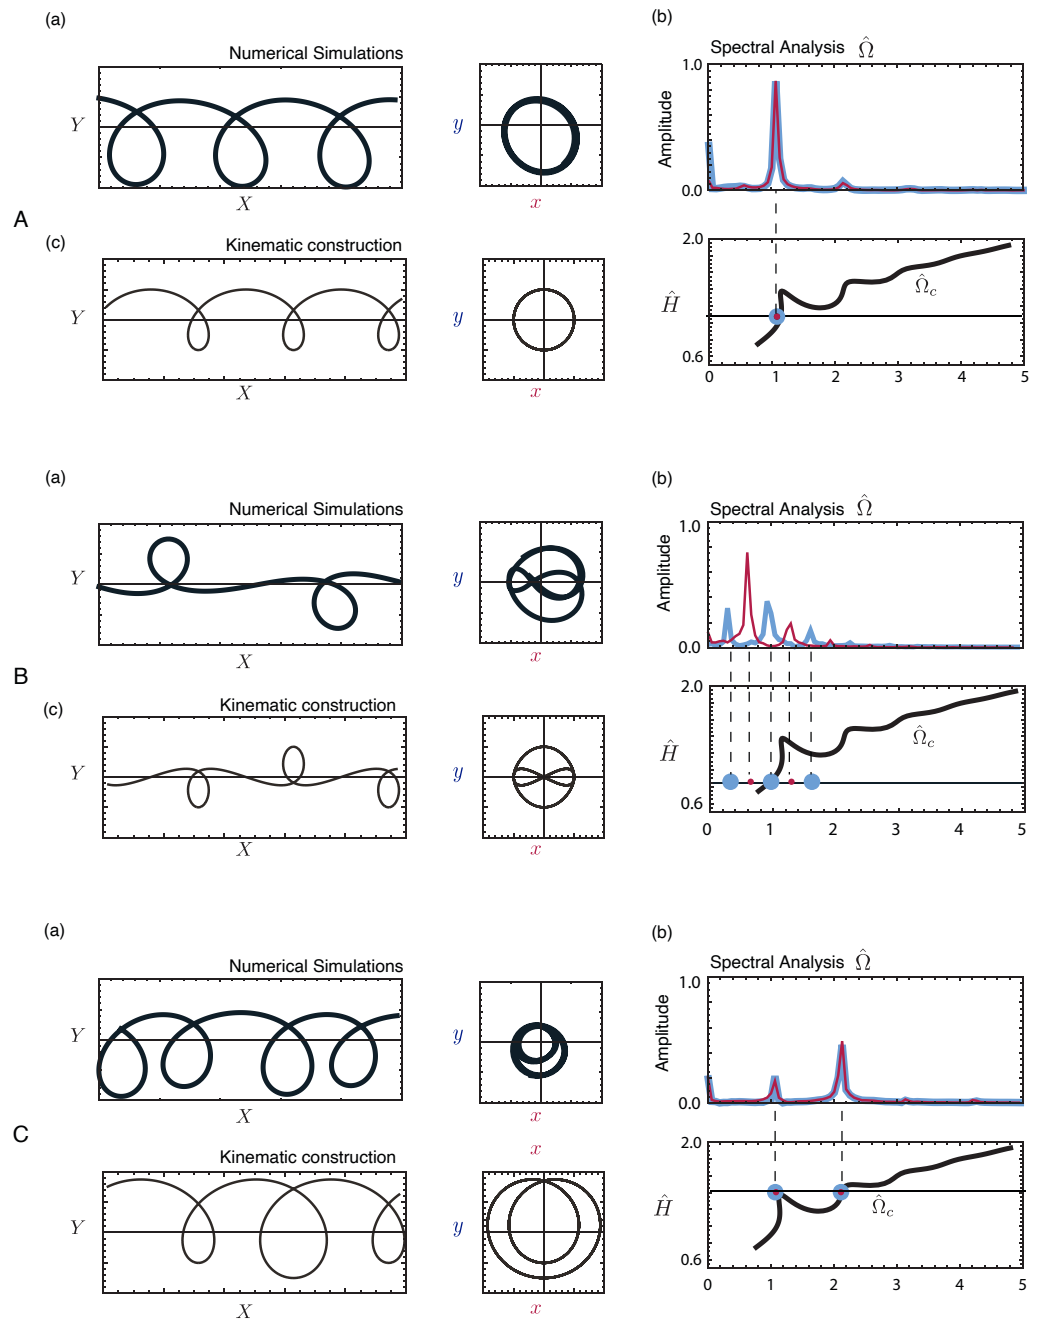 (a)
(b)
Numerical Simulations
Spectral Analysis Ω̂
1.0
Y
y
Amplitude
0.0
X
x
A
(c)
Kinematic construction
2.0
Y
y
Ĥ
Ω̂c
0.6
0 1 2 3 4 5
X
x
(a)
(b)
Numerical Simulations
Spectral Analysis Ω̂
1.0
Y
y
Amplitude
0.0
X
x
B
(c)
Kinematic construction
2.0
Y
y
Ĥ
Ω̂c
0.6
0 1 2 3 4 5
X
x
(a)
(b)
Numerical Simulations
Spectral Analysis Ω̂
1.0
Y
y
Amplitude
0.0
X
x
C
Kinematic construction
x
2.0
Y
y
Ĥ
Ω̂c
0.6
0 1 2 3 4 5
X
x